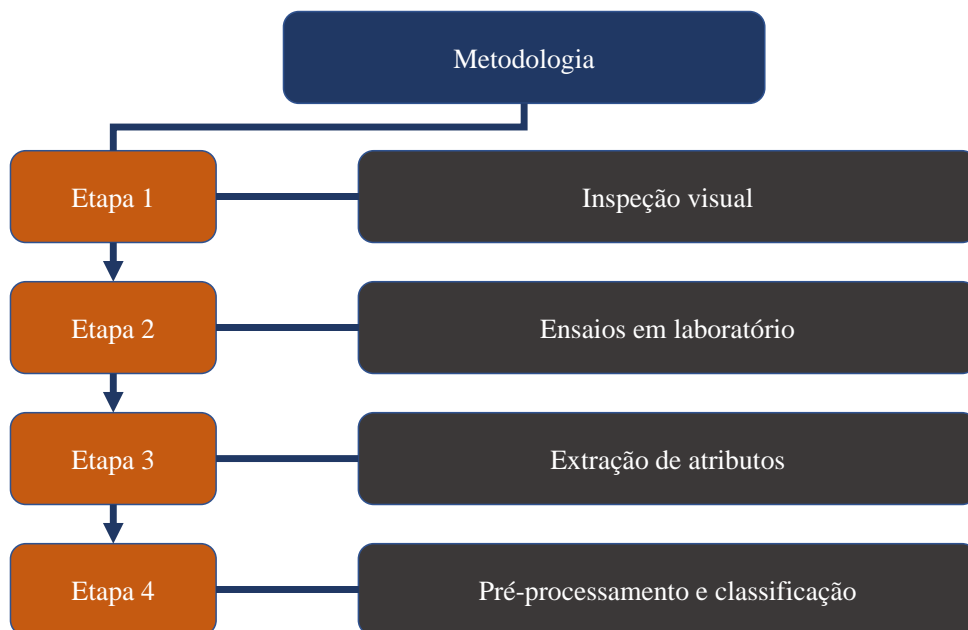 Metodologia
Etapa 1
Inspeção visual
Etapa 2
Ensaios em laboratório
Etapa 3
Extração de atributos
Etapa 4
Pré-processamento e classificação